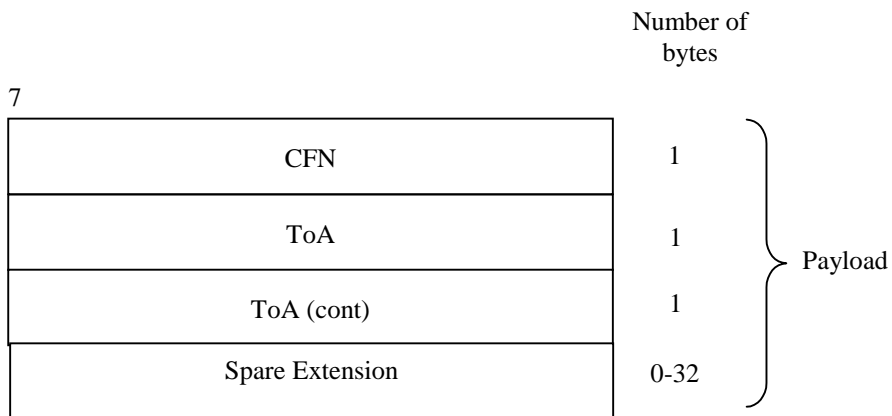 Number of
bytes
7
CFN 1
ToA 1
ToA (cont) 1
Payload
Spare Extension 0-32